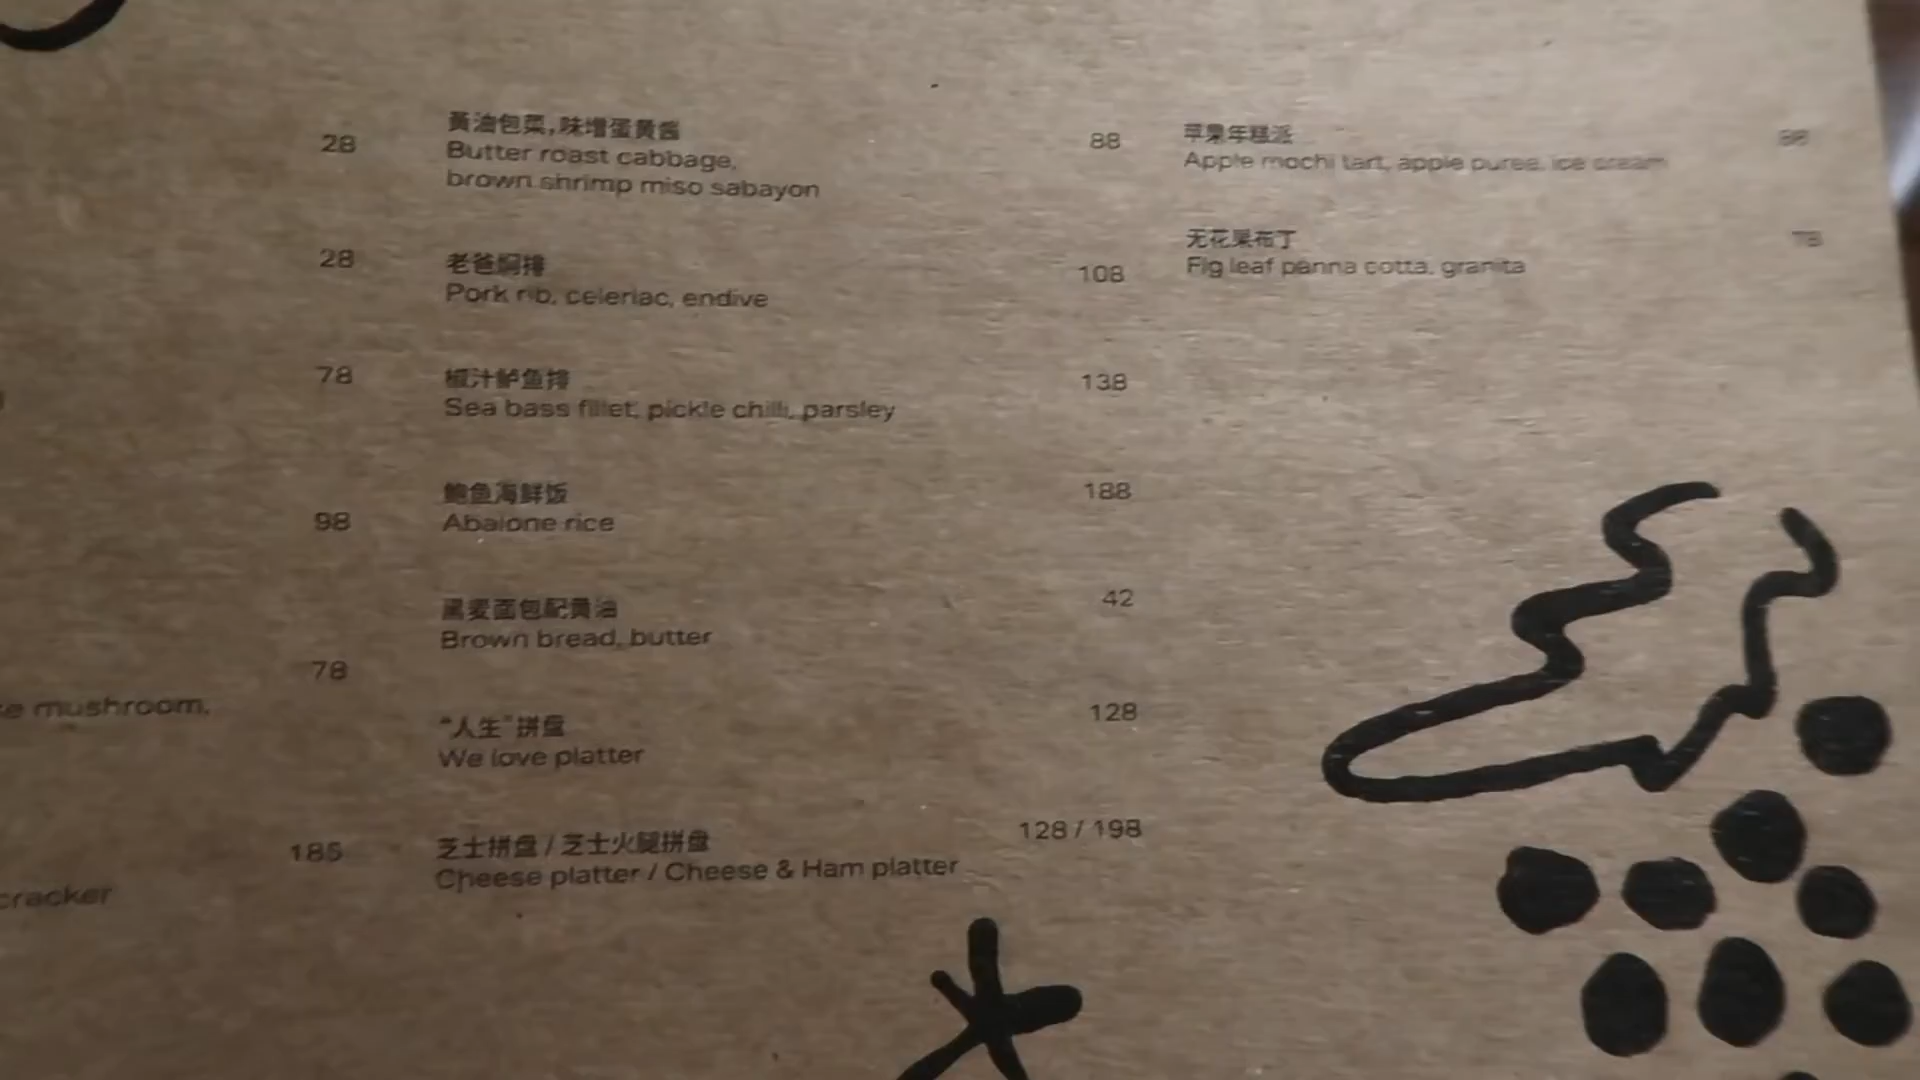 28
28
78
98
78
e mushroom,
185
cracker
黃油包菜,味增蛋黄酱
88
Butter roast cabbage,
brown shrimp miso sabayon
老爸焖排
108
Pork rib, celeriac, endive
椒汁鲈鱼排
138
Sea bass fillet, pickle chilli, parsley
鲍鱼海鲜饭
188
Abalone rice
黑麦面包配黄油
42
Brown bread, butter
“人生”拼盘
128
We love platter
芝士拼盘 / 芝士火腿拼盘
128 / 198
Cheese platter / Cheese & Ham platter
苹果年糕派
Apple mochi tart, apple puree, ice cream
无花果布丁
78
Fig leaf panna cotta, granita